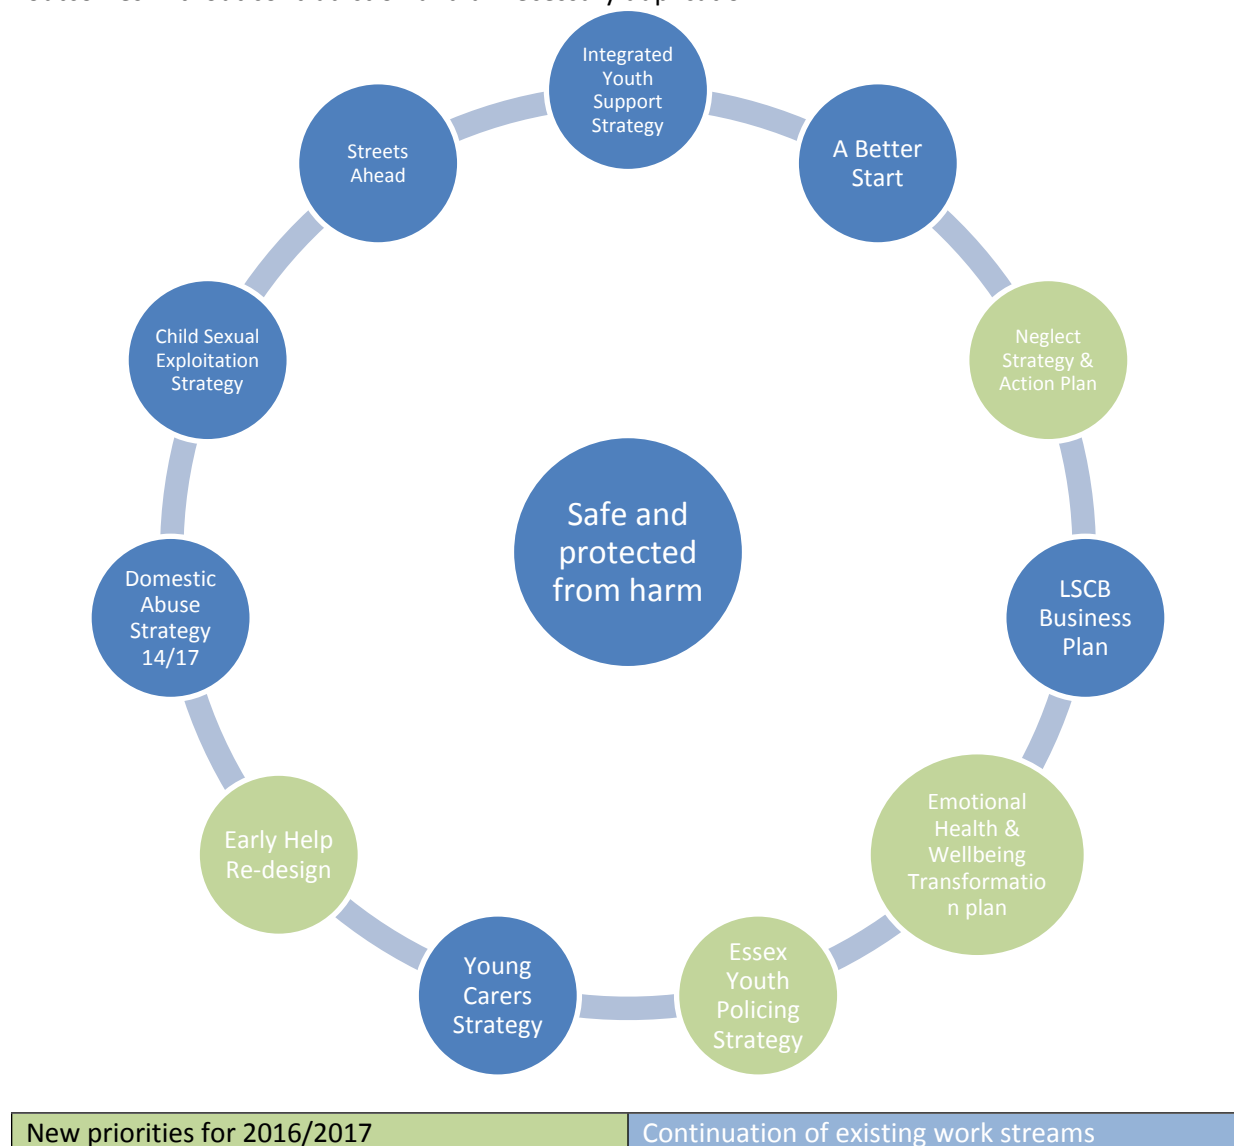 Integrated
Youth
Support
Strategy
A Better
Start
Neglect
Strategy &
Action Plan
LSCB
Business
Plan
Emotional
Health &
Wellbeing
Transformatio
n plan
Essex
Youth
Policing
Strategy
Young
Carers
Strategy
Early Help
Re-design
Domestic
Abuse
Strategy
14/17
Child Sexual
Exploitation
Strategy
Streets
Ahead
Safe and
protected
from harm
New priorities for 2016/2017
Continuation of existing work streams